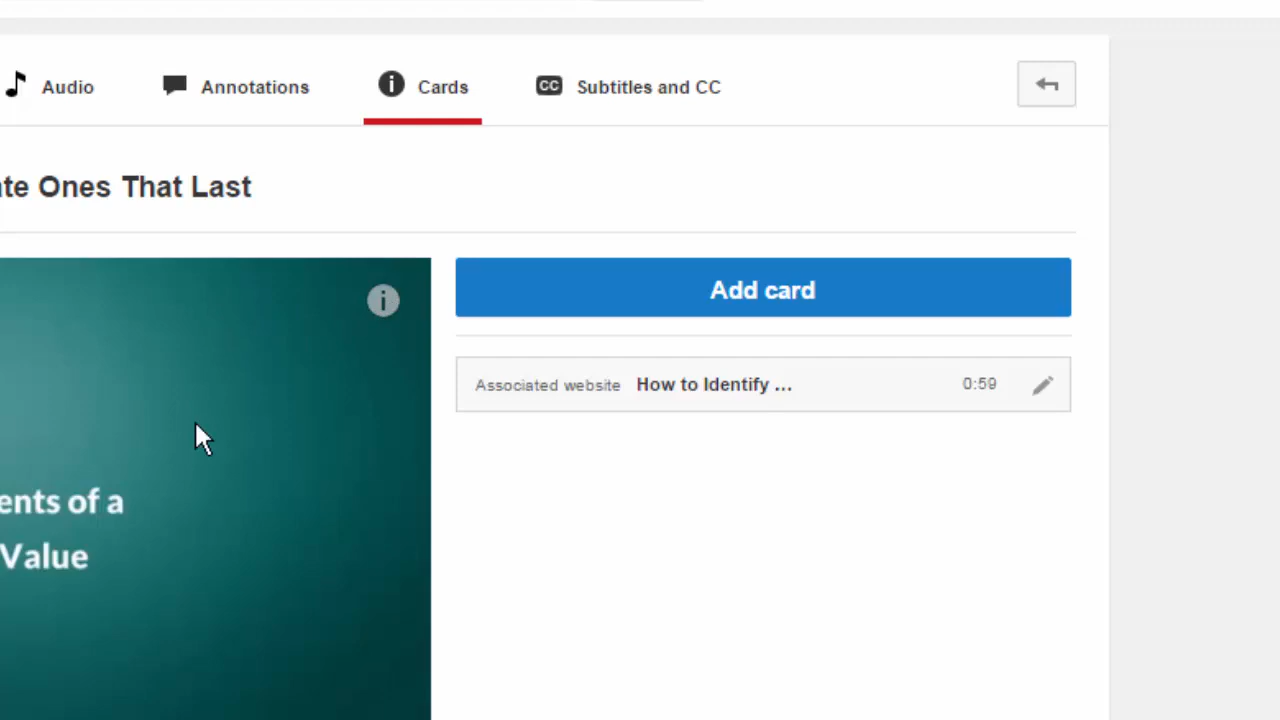 Audio Annotations Cards CC Subtitles and CC
ate Ones That Last
Add card
Associated website How to Identify ... 0:59
ents of a
Value